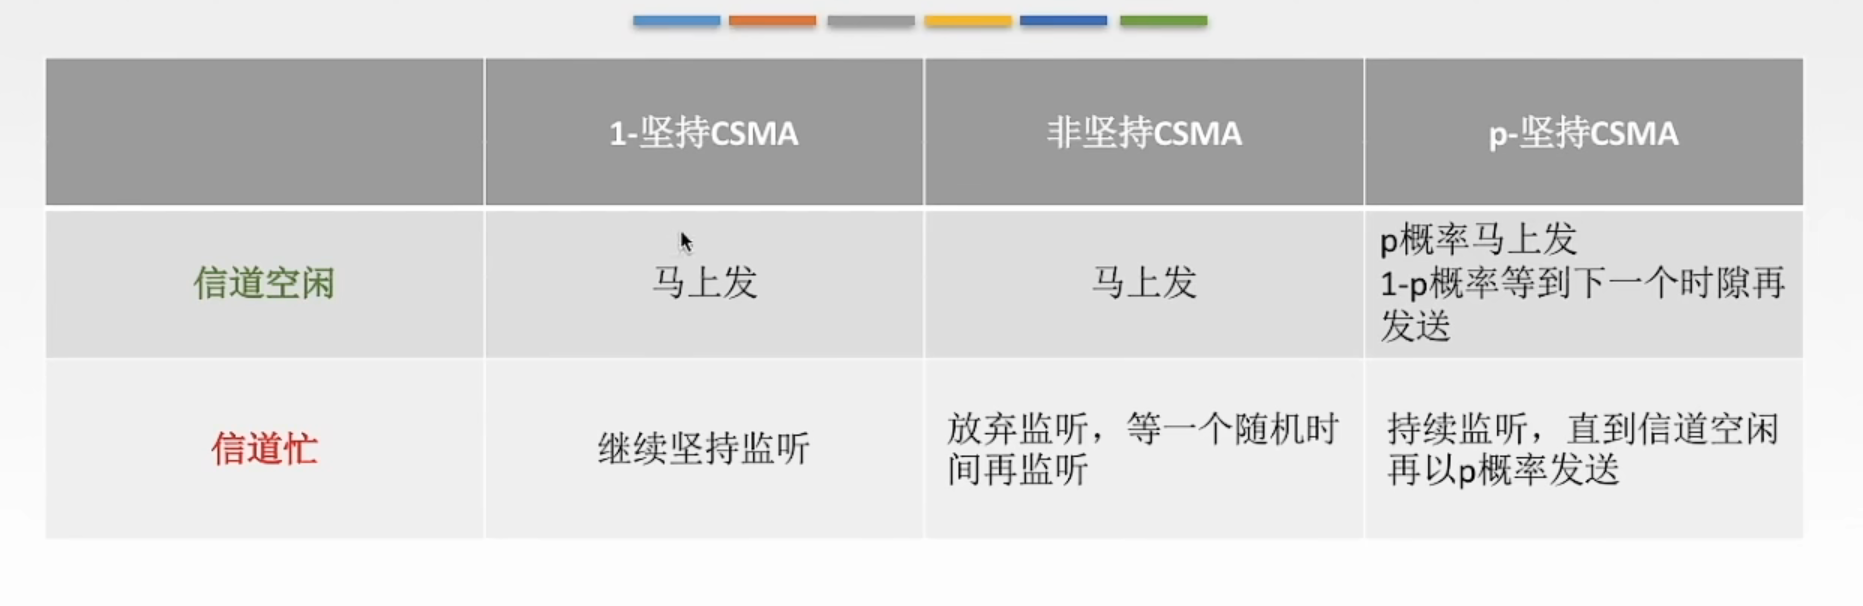 1-坚持CSMA
非坚持CSMA
p-坚持CSMA
信道空闲
马上发
马上发
p概率马上发
1-p概率等到下一个时隙再
发送
信道忙
继续坚持监听
放弃监听，等一个随机时
间再监听
持续监听，直到信道空闲
再以p概率发送